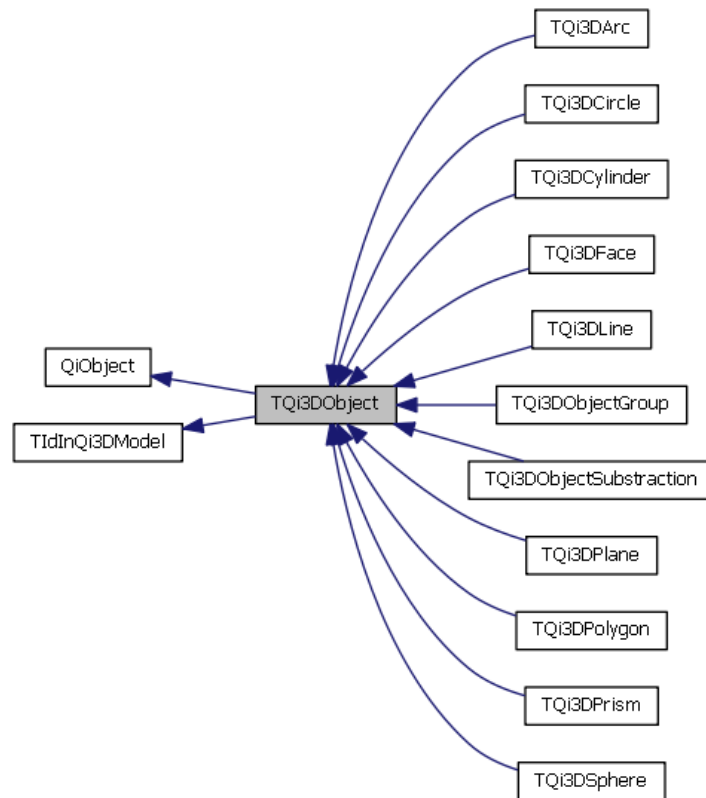 TQi3DArc
TQi3DCircle
TQi3DCylinder
TQi3DFace
TQi3DLine
QiObject
TQi3DObject
TQi3DObjectGroup
TIdInQi3DModel
TQi3DObjectSubstraction
TQi3DPlane
TQi3DPolygon
TQi3DPrism
TQi3DSphere